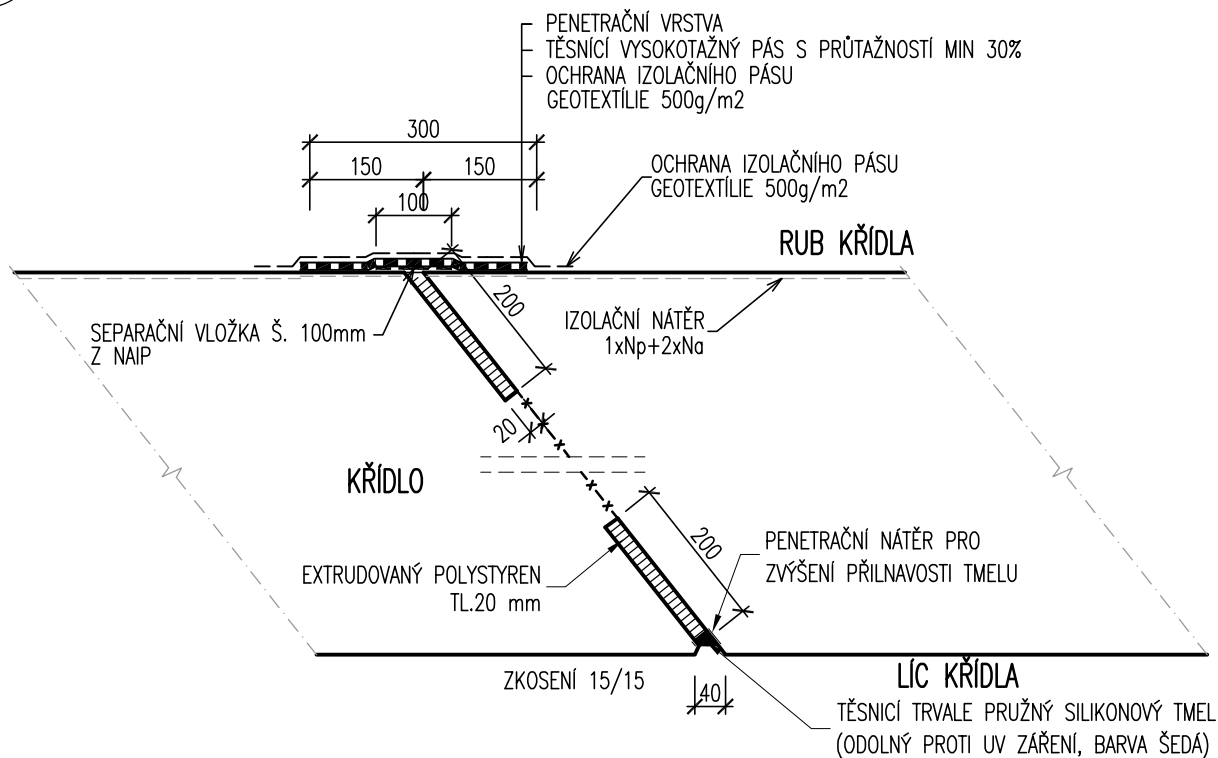 PENETRAČNÍ VRSTVA
TĚSNÍCÍ VYSOKOTAŽNÝ PÁS S PRŮTAŽNOSTÍ MIN 30%
OCHRANA IZOLAČNÍHO PÁSU
GEOTEXTÍLIE 500g/m2
300
150
150
100
OCHRANA IZOLAČNÍHO PÁSU
GEOTEXTÍLIE 500g/m2
RUB KŘÍDLA
200
SEPARAČNÍ VLOŽKA Š. 100mm
Z NAIP
IZOLAČNÍ NÁTĚR
1xNp+2xNa
20
KŘÍDLO
200
EXTRUDOVANÝ POLYSTYREN
TL.20 mm
PENETRAČNÍ NÁTĚR PRO
ZVÝŠENÍ PŘILNAVOSTI TMELU
ZKOSENÍ 15/15
40
LÍC KŘÍDLA
TĚSNICÍ TRVALE PRUŽNÝ SILIKONOVÝ TMEL
(ODOLNÝ PROTI UV ZÁŘENÍ, BARVA ŠEDÁ)